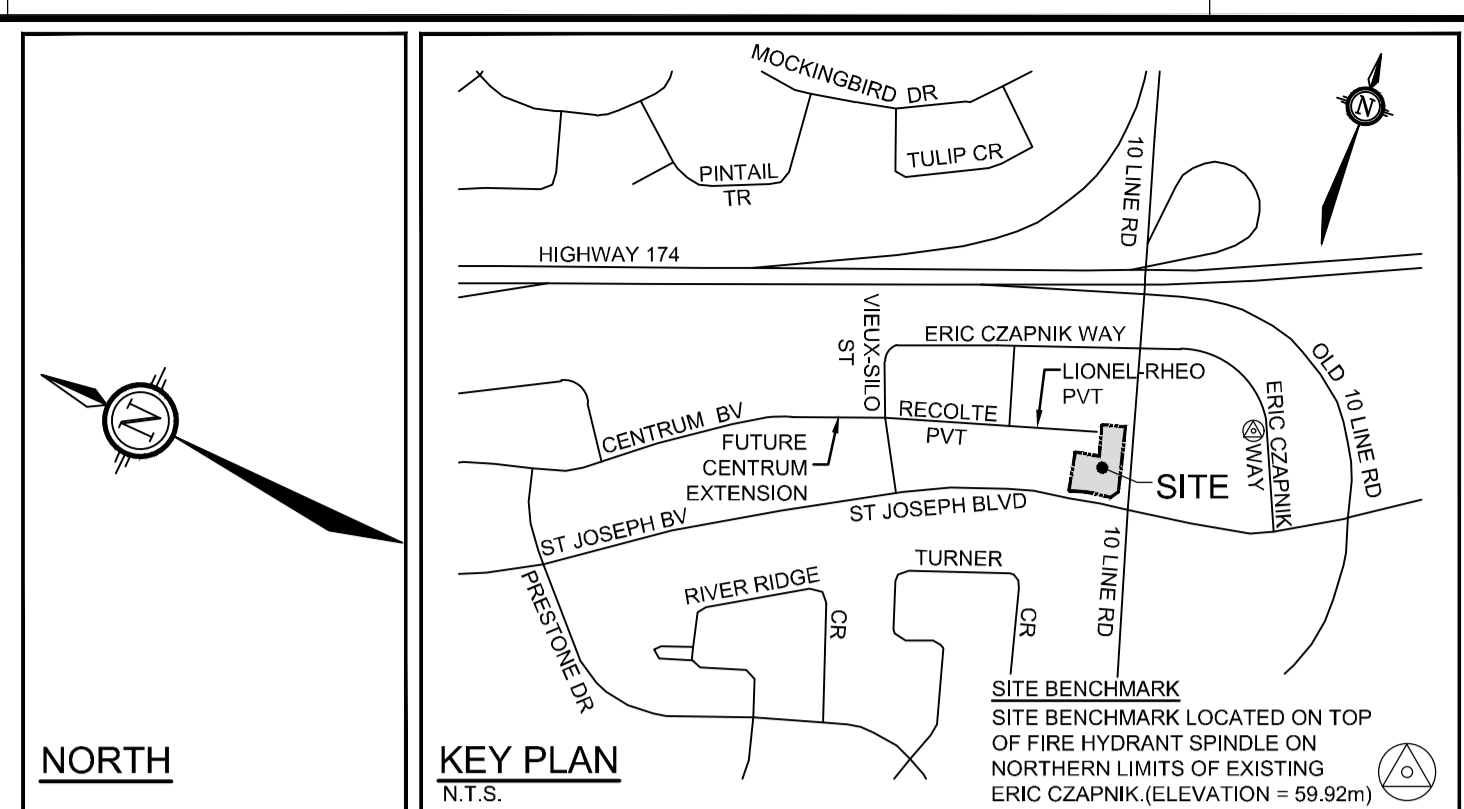 MOCKINGBIRD DR
N
TULIP CR
PINTAIL
TR
10 LINE RD
HIGHWAY 174
VIEUX-SILO
ST
ERIC CZAPNIK WAY
LIONEL-RHEO
PVT
OLD 10 LINE RD
RECOLTE
PVT
ERIC CZAPNIK
WAY
N
CENTRUM BV
FUTURE
CENTRUM
EXTENSION
SITE
ST JOSEPH BV
ST JOSEPH BLVD
10 LINE RD
PRESTONE DR
RIVER RIDGE
CR
TURNER
CR
SITE BENCHMARK
SITE BENCHMARK LOCATED ON TOP
OF FIRE HYDRANT SPINDLE ON
NORTHERN LIMITS OF EXISTING
ERIC CZAPNIK.(ELEVATION = 59.92m)
NORTH
KEY PLAN
N.T.S.